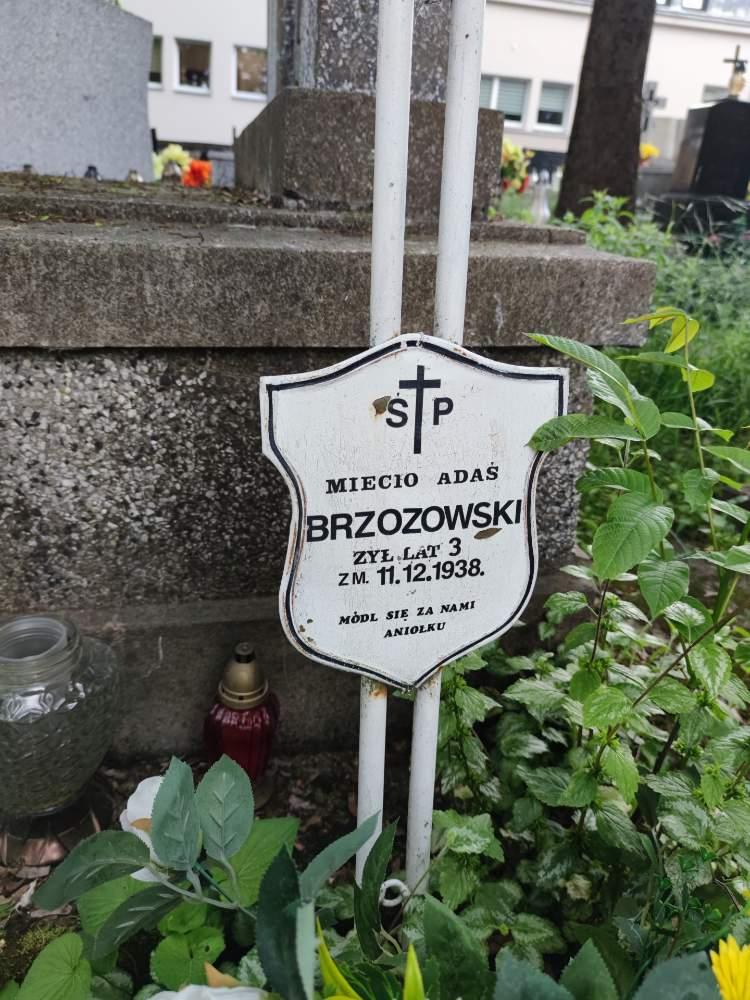 Ś P
MIECIO ADAŚ
BRZOZOWSKI
ŻYŁ LAT 3
ZM. 11.12.1938.
MÓDL SIĘ ZA NAMI
ANIOŁKU